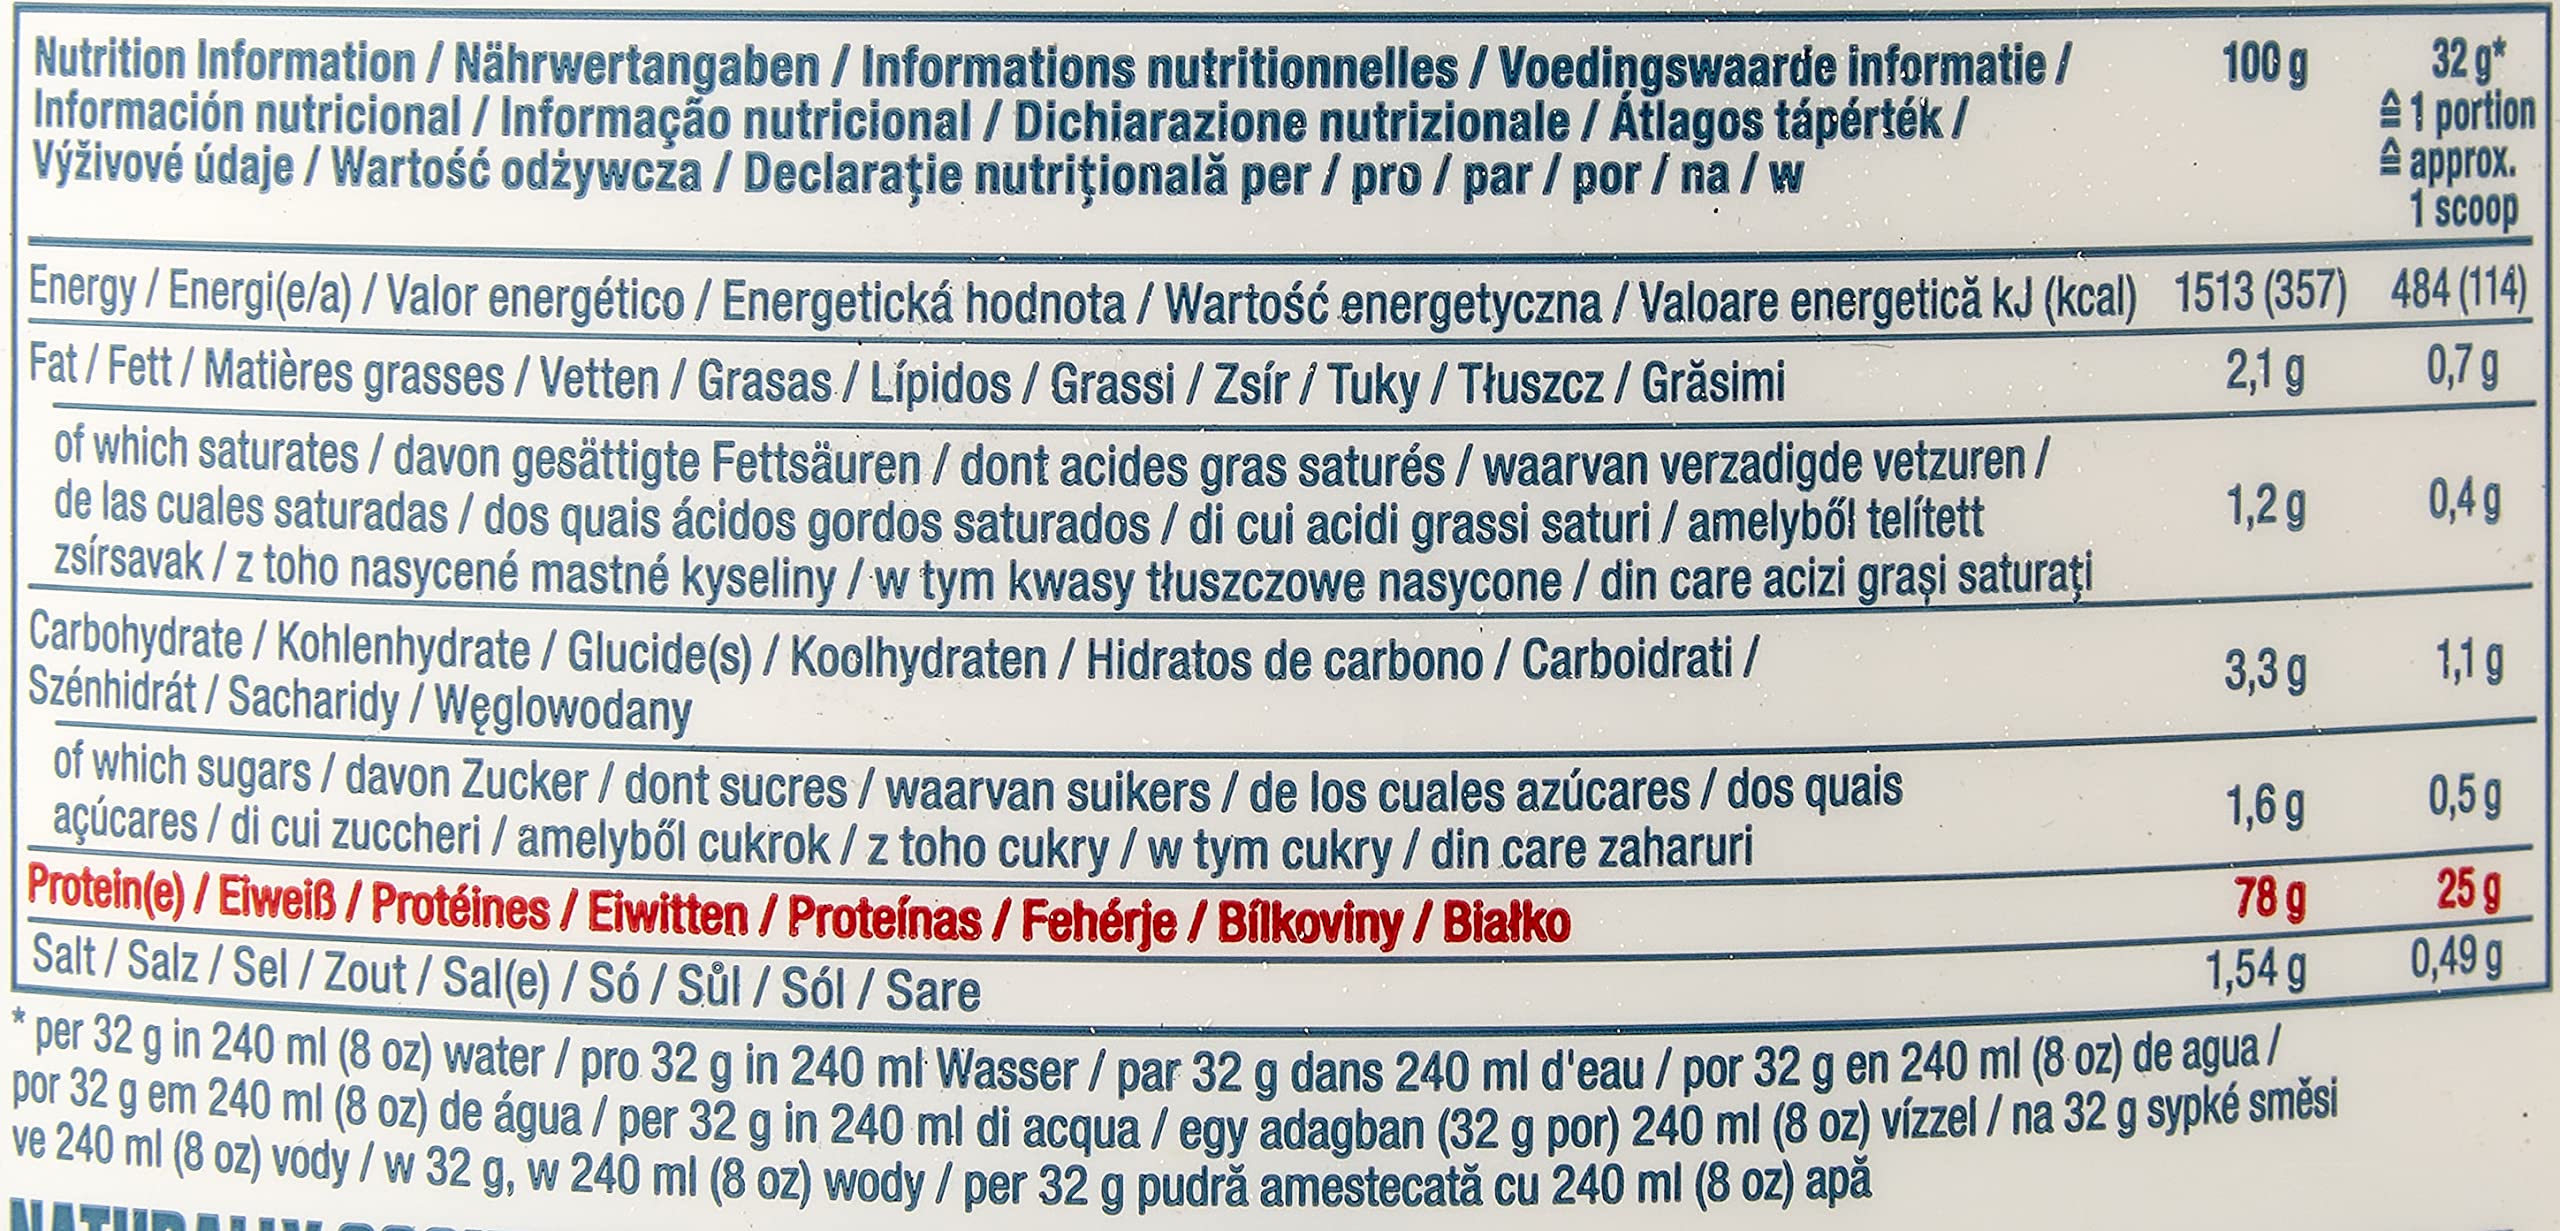 Nutrition Information / Nährwertangaben / Informations nutritionnelles / Voedingswaarde informatie / 100 g 32 g*
Información nutricional / Informação nutricional / Dichiarazione nutrizionale / Átlagos tápérték / ≙ 1 portion
Výživové údaje / Wartość odżywcza / Declaraţie nutriţională per / pro / par / por / na / w ≙ approx.
1 scoop
Energy / Energi(e/a) / Valor energético / Energetická hodnota / Wartość energetyczna / Valoare energetică kJ (kcal) 1513 (357) 484 (114)
Fat / Fett / Matières grasses / Vetten / Grasas / Lípidos / Grassi / Zsír / Tuky / Tłuszcz / Grăsimi 2,1 g 0,7 g
of which saturates / davon gesättigte Fettsäuren / dont acides gras saturés / waarvan verzadigde vetzuren /
de las cuales saturadas / dos quais ácidos gordos saturados / di cui acidi grassi saturi / amelyből telített 1,2 g 0,4 g
zsírsavak / z toho nasycené mastné kyseliny / w tym kwasy tłuszczowe nasycone / din care acizi grași saturaţi
Carbohydrate / Kohlenhydrate / Glucide(s) / Koolhydraten / Hidratos de carbono / Carboidrati / 3,3 g 1,1 g
Szénhidrát / Sacharidy / Węglowodany
of which sugars / davon Zucker / dont sucres / waarvan suikers / de los cuales azúcares / dos quais 1,6 g 0,5 g
açúcares / di cui zuccheri / amelyből cukrok / z toho cukry / w tym cukry / din care zaharuri
Protein(e) / Eiweiß / Protéines / Eiwitten / Proteínas / Fehérje / Bílkoviny / Białko 78 g 25 g
Salt / Salz / Sel / Zout / Sal(e) / Só / Sůl / Sól / Sare 1,54 g 0,49 g
* per 32 g in 240 ml (8 oz) water / pro 32 g in 240 ml Wasser / par 32 g dans 240 ml d'eau / por 32 g en 240 ml (8 oz) de agua /
por 32 g em 240 ml (8 oz) de água / per 32 g in 240 ml di acqua / egy adagban (32 g por) 240 ml (8 oz) vízzel / na 32 g sypké směsi
ve 240 ml (8 oz) vody / w 32 g, w 240 ml (8 oz) wody / per 32 g pudră amestecată cu 240 ml (8 oz) apă
NATURALLY